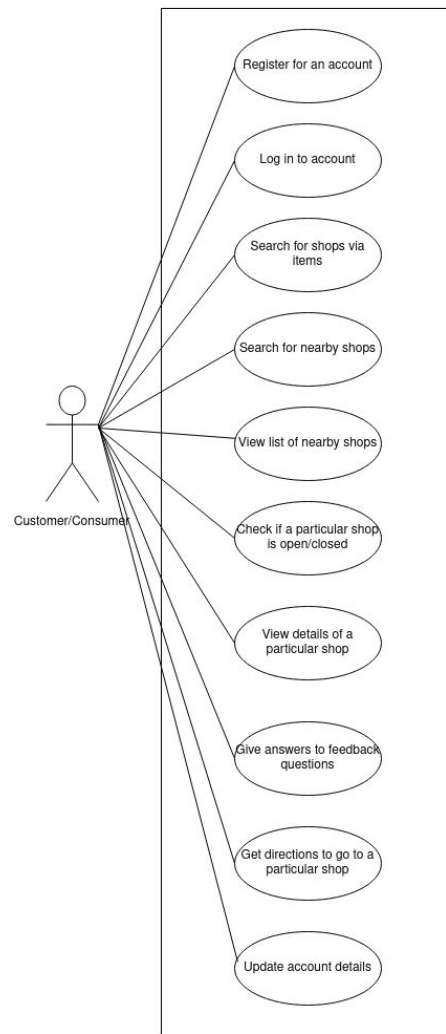 Register for an account
Log in to account
Search for shops via
items
Search for nearby shops
View list of nearby shops
Customer/Consumer
Check if a particular shop
is open/closed
View details of a
particular shop
Give answers to feedback
questions
Get directions to go to a
particular shop
Update account details